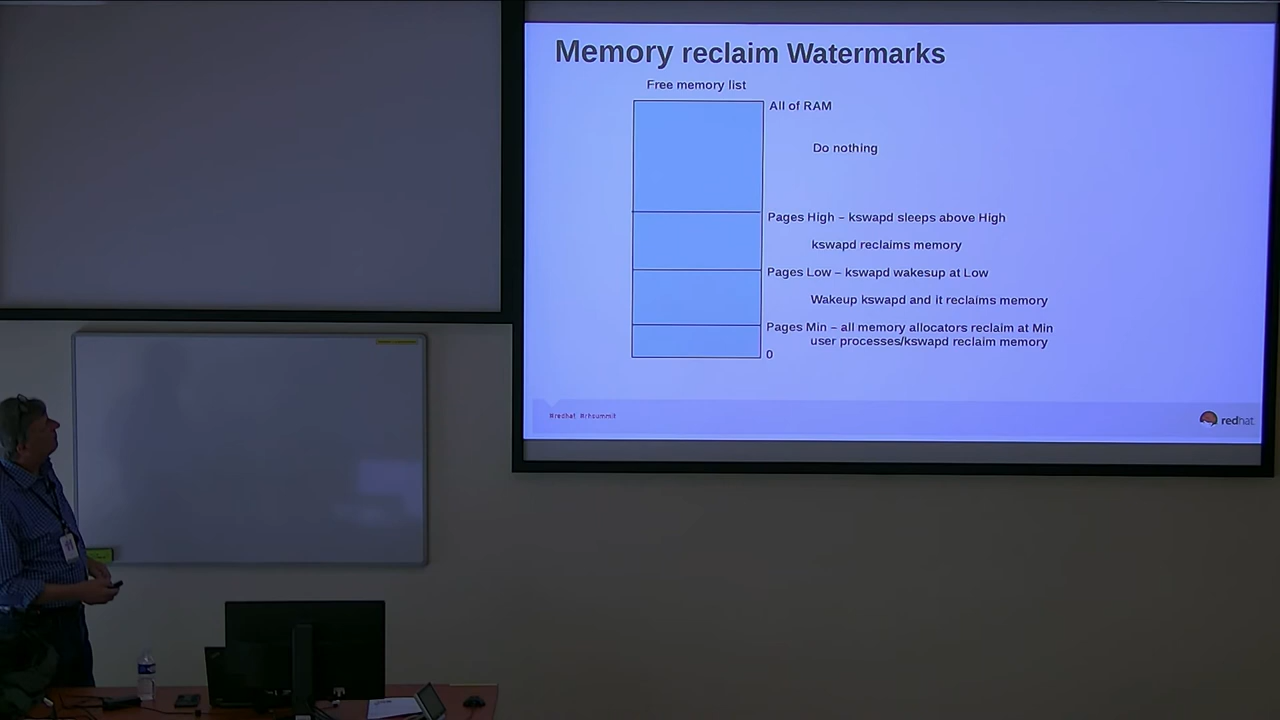 Memory reclaim Watermarks
Free memory list
All of RAM
Do nothing
Pages High – kswapd sleeps above High
kswapd reclaims memory
Pages Low – kswapd wakesup at Low
Wakeup kswapd and it reclaims memory
Pages Min – all memory allocators reclaim at Min
user processes/kswapd reclaim memory
0
#redhat #rhsummit
redhat.